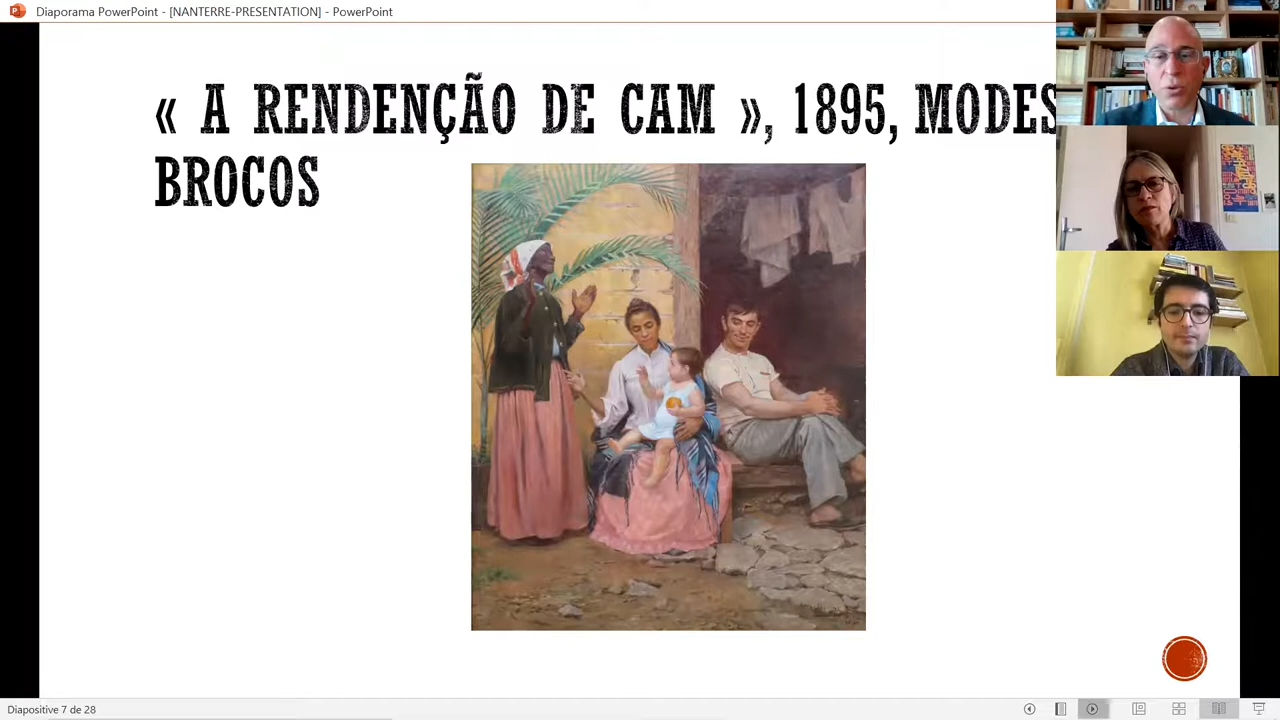 Diaporama PowerPoint - [NANTERRE-PRESENTATION] - PowerPoint
« A RENDENÇÃO DE CAM », 1895, MODES
BROCOS
Diapositive 7 de 28